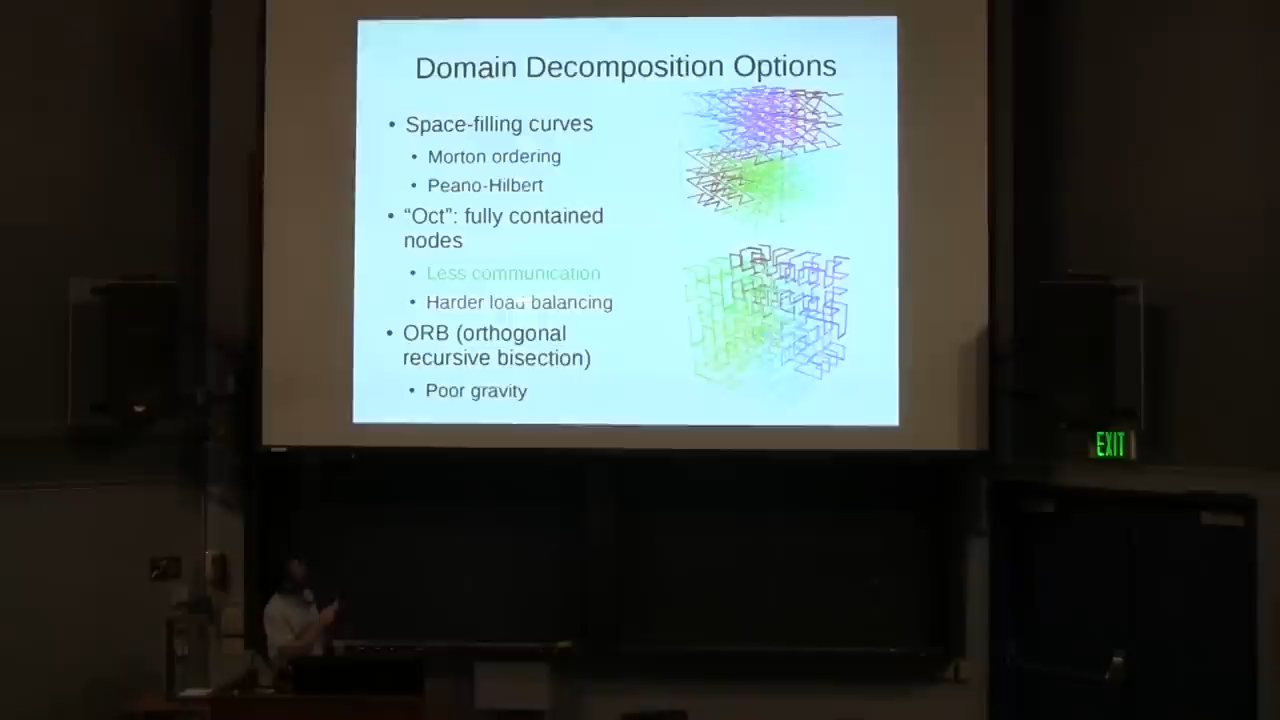 Domain Decomposition Options
• Space-filling curves
• Morton ordering
• Peano-Hilbert
• “Oct”: fully contained
nodes
• Less communication
• Harder load balancing
• ORB (orthogonal
recursive bisection)
• Poor gravity
EXIT